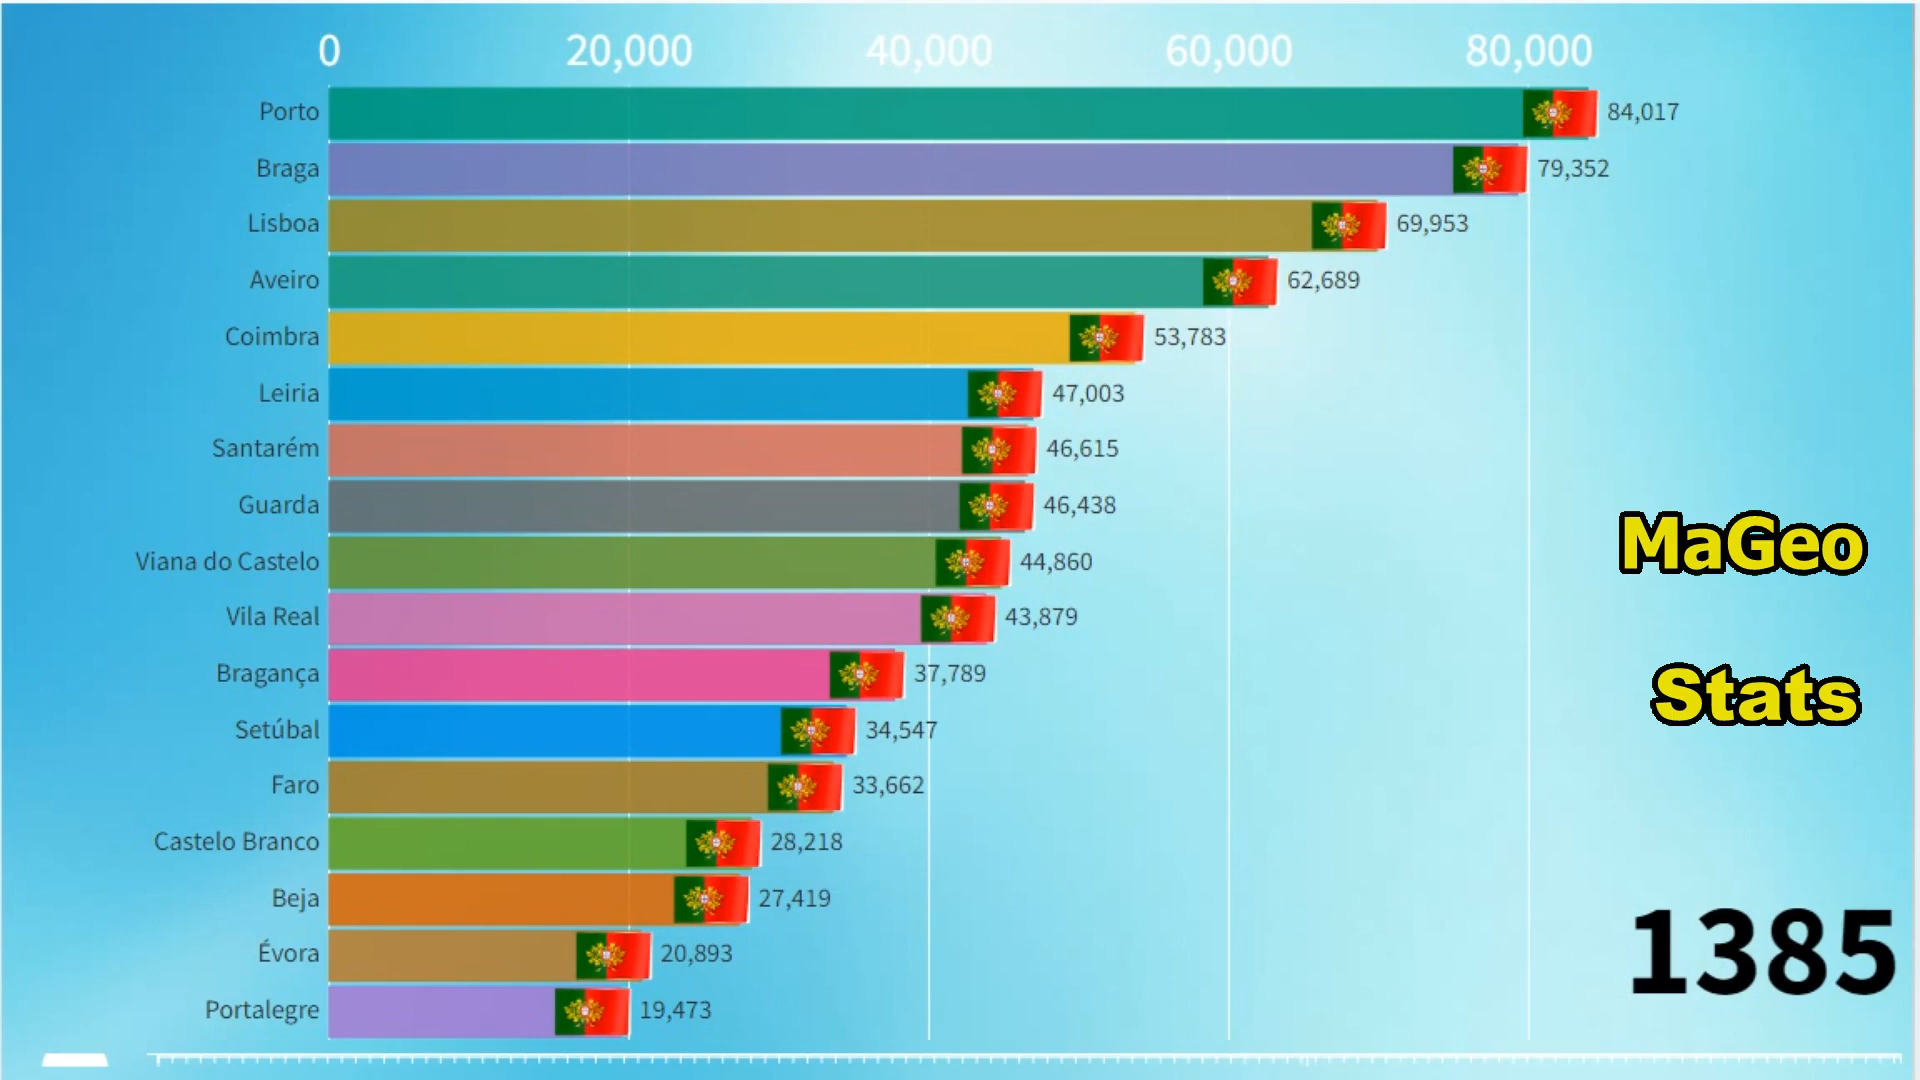 0 20,000 40,000 60,000 80,000
Porto 84,017
Braga 79,352
Lisboa 69,953
Aveiro 62,689
Coimbra 53,783
Leiria 47,003
Santarém 46,615
Guarda 46,438
Viana do Castelo 44,860
Vila Real 43,879
Bragança 37,789
Setúbal 34,547
Faro 33,662
Castelo Branco 28,218
Beja 27,419
Évora 20,893
Portalegre 19,473
MaGeo
Stats
1385